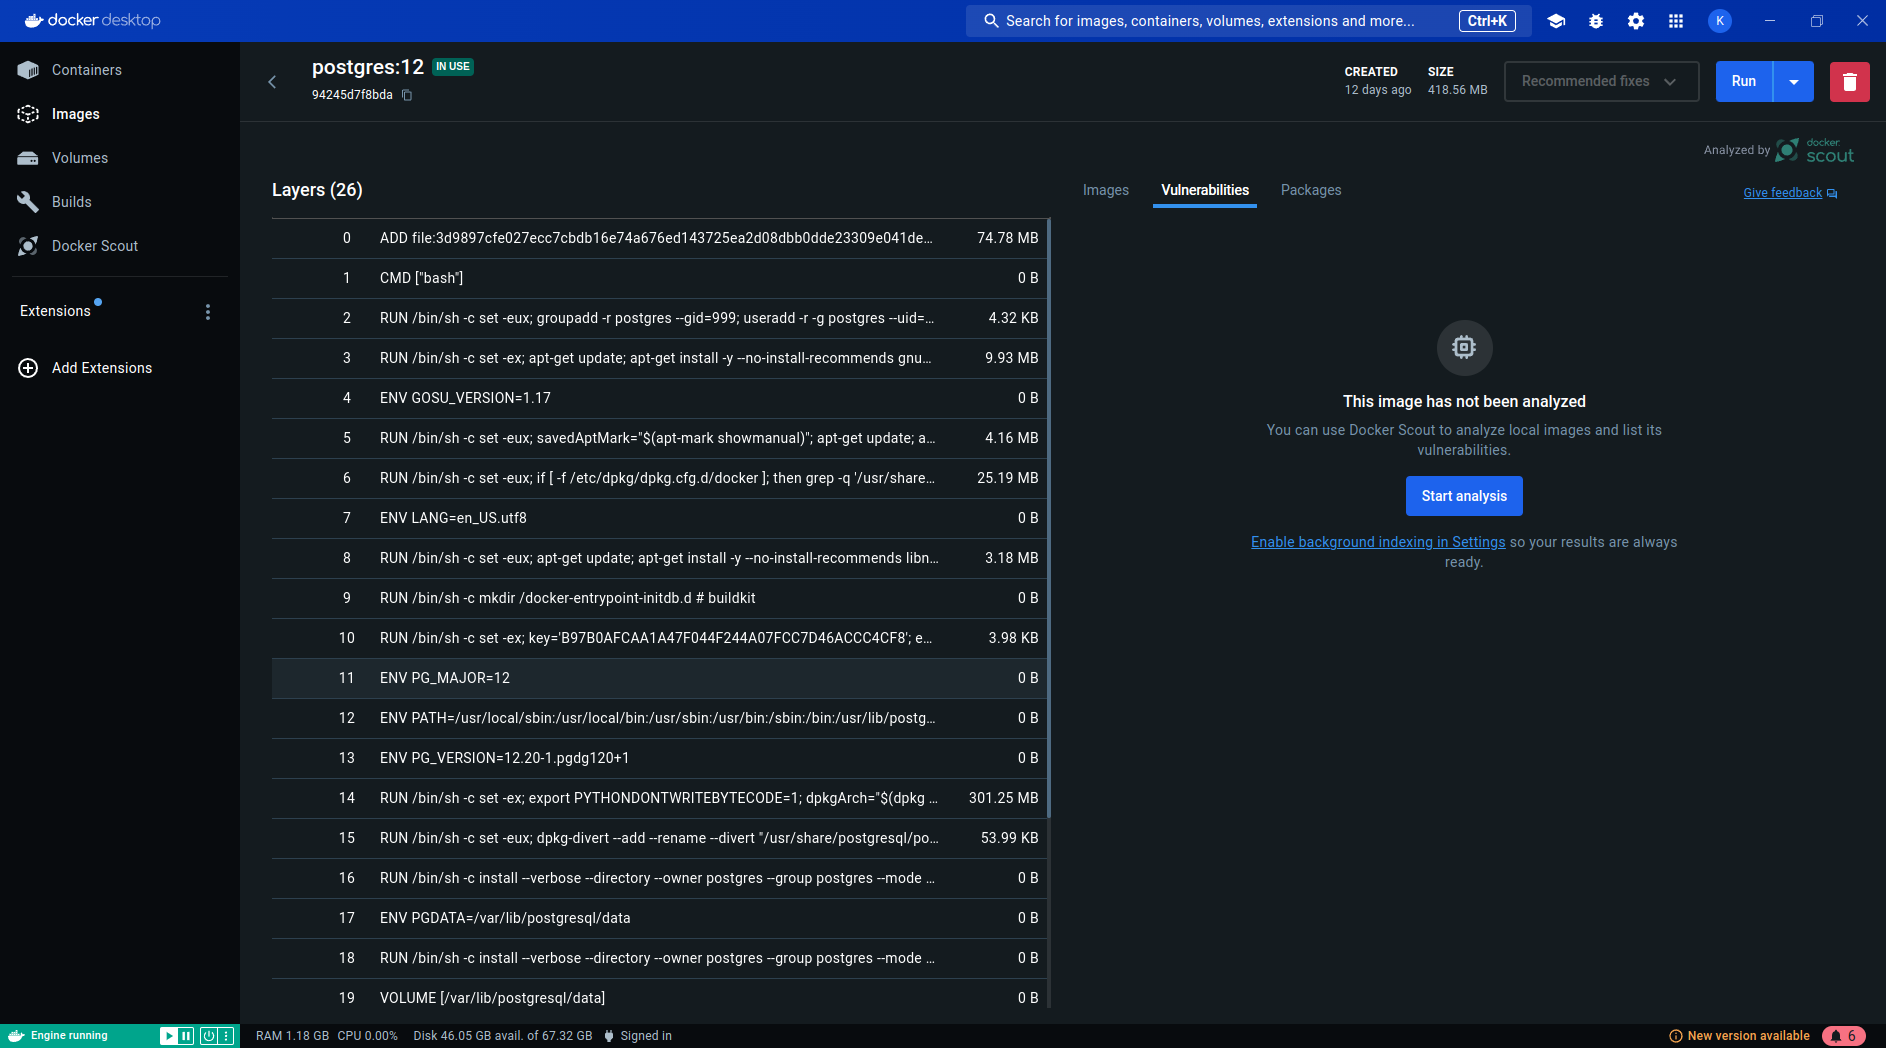 docker desktop
Search for images, containers, volumes, extensions and more...
Ctrl+K
K
Containers
Images
Volumes
Builds
Docker Scout
Extensions
Add Extensions
postgres:12
IN USE
94245d7f8bda
CREATED
12 days ago
SIZE
418.56 MB
Recommended fixes
Run
Analyzed by
docker
scout
Layers (26)
Images
Vulnerabilities
Packages
Give feedback
0 ADD file:3d9897cfe027ecc7cbdb16e74a676ed143725ea2d08dbb0dde23309e041de... 74.78 MB
1 CMD ["bash"] 0 B
2 RUN /bin/sh -c set -eux; groupadd -r postgres --gid=999; useradd -r -g postgres --uid=... 4.32 KB
3 RUN /bin/sh -c set -ex; apt-get update; apt-get install -y --no-install-recommends gnu... 9.93 MB
4 ENV GOSU_VERSION=1.17 0 B
5 RUN /bin/sh -c set -eux; savedAptMark="$(apt-mark showmanual)"; apt-get update; a... 4.16 MB
6 RUN /bin/sh -c set -eux; if [ -f /etc/dpkg/dpkg.cfg.d/docker ]; then grep -q '/usr/share... 25.19 MB
7 ENV LANG=en_US.utf8 0 B
8 RUN /bin/sh -c set -eux; apt-get update; apt-get install -y --no-install-recommends libn... 3.18 MB
9 RUN /bin/sh -c mkdir /docker-entrypoint-initdb.d # buildkit 0 B
10 RUN /bin/sh -c set -ex; key='B97B0AFCAA1A47F044F244A07FCC7D46ACCC4CF8'; e... 3.98 KB
11 ENV PG_MAJOR=12 0 B
12 ENV PATH=/usr/local/sbin:/usr/local/bin:/usr/sbin:/usr/bin:/sbin:/bin:/usr/lib/postg... 0 B
13 ENV PG_VERSION=12.20-1.pgdg120+1 0 B
14 RUN /bin/sh -c set -ex; export PYTHONDONTWRITEBYTECODE=1; dpkgArch="$(dpkg ... 301.25 MB
15 RUN /bin/sh -c set -eux; dpkg-divert --add --rename --divert "/usr/share/postgresql/po... 53.99 KB
16 RUN /bin/sh -c install --verbose --directory --owner postgres --group postgres --mode ... 0 B
17 ENV PGDATA=/var/lib/postgresql/data 0 B
18 RUN /bin/sh -c install --verbose --directory --owner postgres --group postgres --mode ... 0 B
19 VOLUME [/var/lib/postgresql/data] 0 B
This image has not been analyzed
You can use Docker Scout to analyze local images and list its
vulnerabilities.
Start analysis
Enable background indexing in Settings so your results are always
ready.
Engine running
RAM 1.18 GB CPU 0.00% Disk 46.05 GB avail. of 67.32 GB Signed in
New version available
6